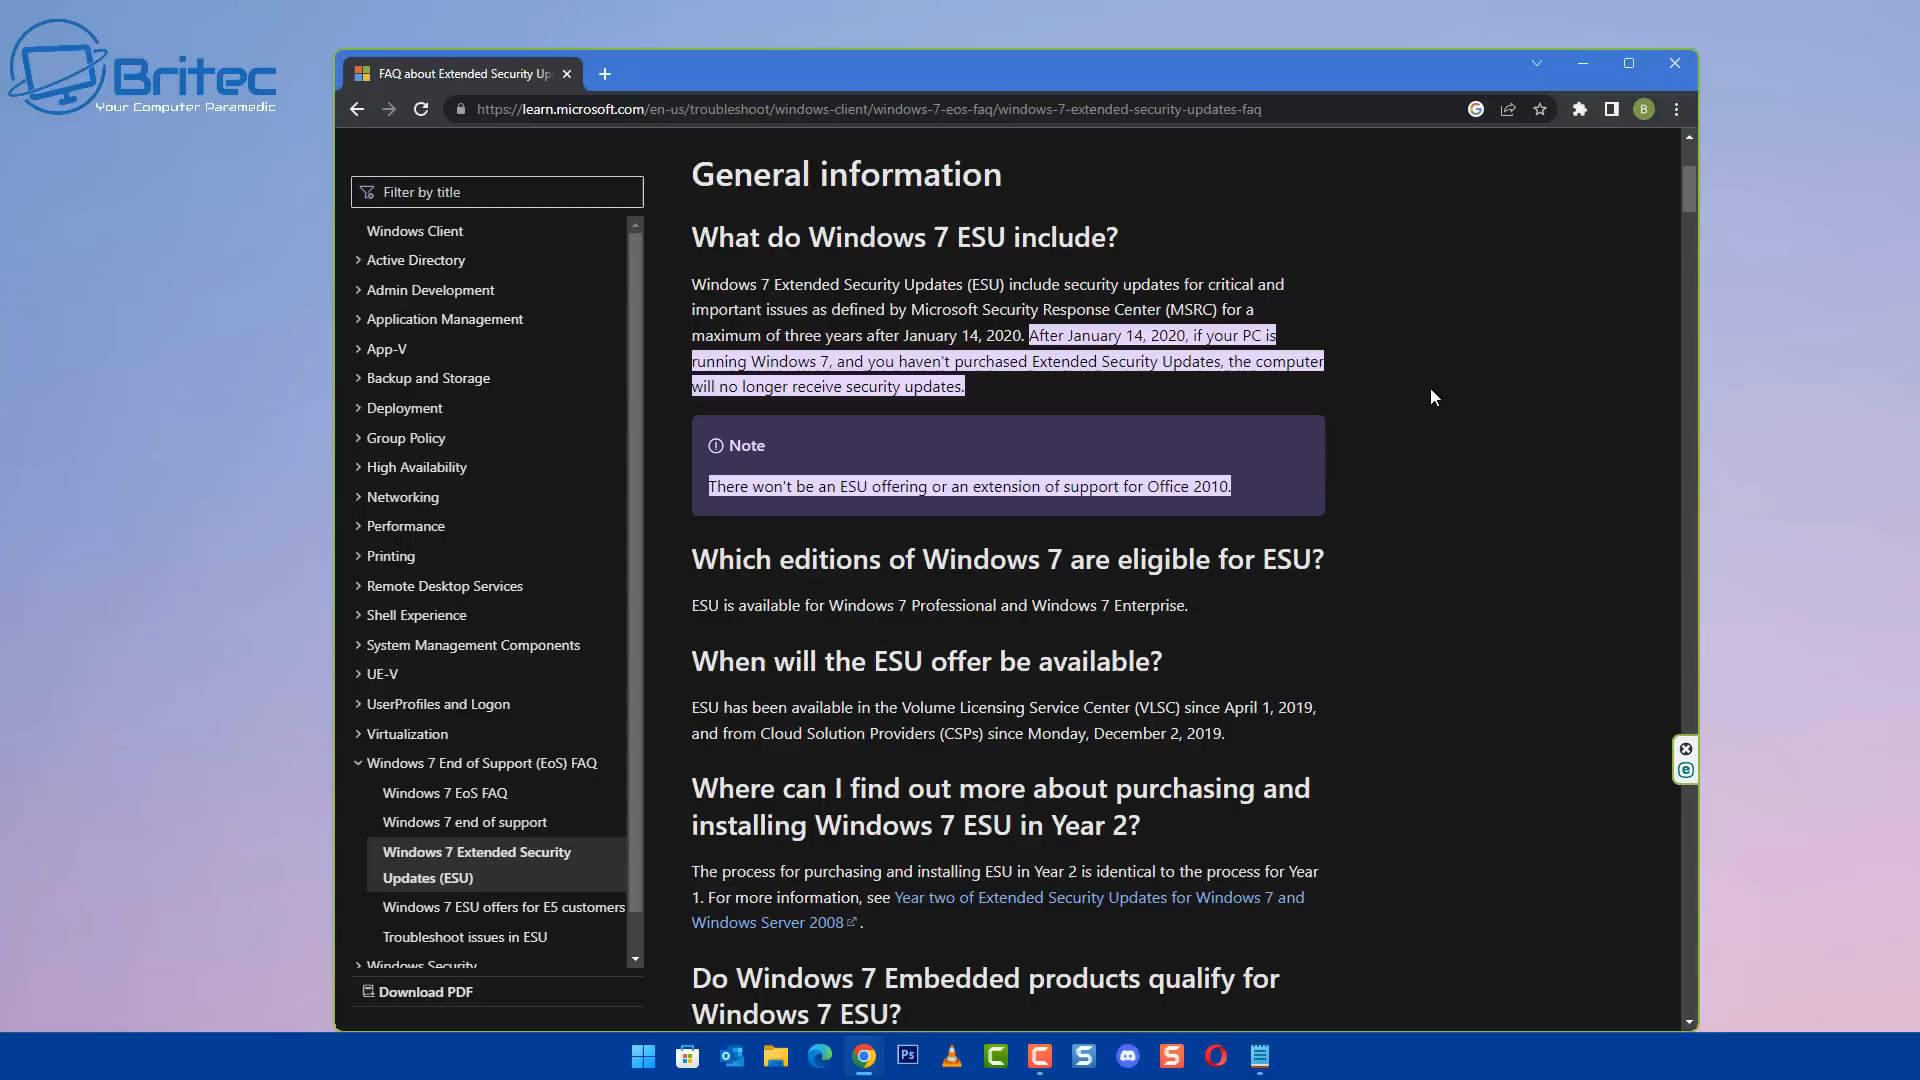 Britec
Your Computer Paramedic
FAQ about Extended Security Up
https://learn.microsoft.com/en-us/troubleshoot/windows-client/windows-7-eos-faq/windows-7-extended-security-updates-faq
B
Filter by title
Windows Client
Active Directory
Admin Development
Application Management
App-V
Backup and Storage
Deployment
Group Policy
High Availability
Networking
Performance
Printing
Remote Desktop Services
Shell Experience
System Management Components
UE-V
UserProfiles and Logon
Virtualization
Windows 7 End of Support (EoS) FAQ
Windows 7 EoS FAQ
Windows 7 end of support
Windows 7 Extended Security
Updates (ESU)
Windows 7 ESU offers for E5 customers
Troubleshoot issues in ESU
Windows Security
Download PDF
General information
What do Windows 7 ESU include?
Windows 7 Extended Security Updates (ESU) include security updates for critical and
important issues as defined by Microsoft Security Response Center (MSRC) for a
maximum of three years after January 14, 2020. After January 14, 2020, if your PC is
running Windows 7, and you haven't purchased Extended Security Updates, the computer
will no longer receive security updates.
Note
There won't be an ESU offering or an extension of support for Office 2010.
Which editions of Windows 7 are eligible for ESU?
ESU is available for Windows 7 Professional and Windows 7 Enterprise.
When will the ESU offer be available?
ESU has been available in the Volume Licensing Service Center (VLSC) since April 1, 2019,
and from Cloud Solution Providers (CSPs) since Monday, December 2, 2019.
Where can I find out more about purchasing and
installing Windows 7 ESU in Year 2?
The process for purchasing and installing ESU in Year 2 is identical to the process for Year
1. For more information, see Year two of Extended Security Updates for Windows 7 and
Windows Server 2008 .
Do Windows 7 Embedded products qualify for
Windows 7 ESU?
Ps